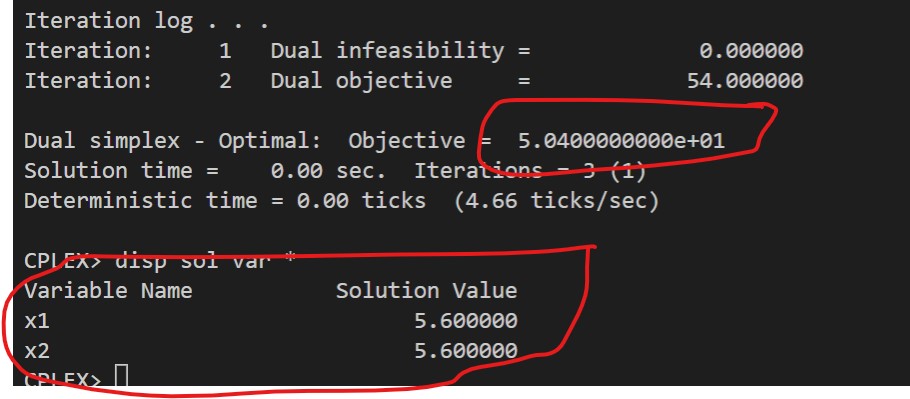 Iteration log . . .
Iteration:     1   Dual infeasibility =             0.000000
Iteration:     2   Dual objective     =            54.000000
Dual simplex - Optimal:  Objective =  5.0400000000e+01
Solution time =    0.00 sec.  Iterations = 3 (1)
Deterministic time = 0.00 ticks  (4.66 ticks/sec)
CPLEX> disp sol var *
Variable Name           Solution Value
x1                            5.600000
x2                            5.600000
CPLEX>